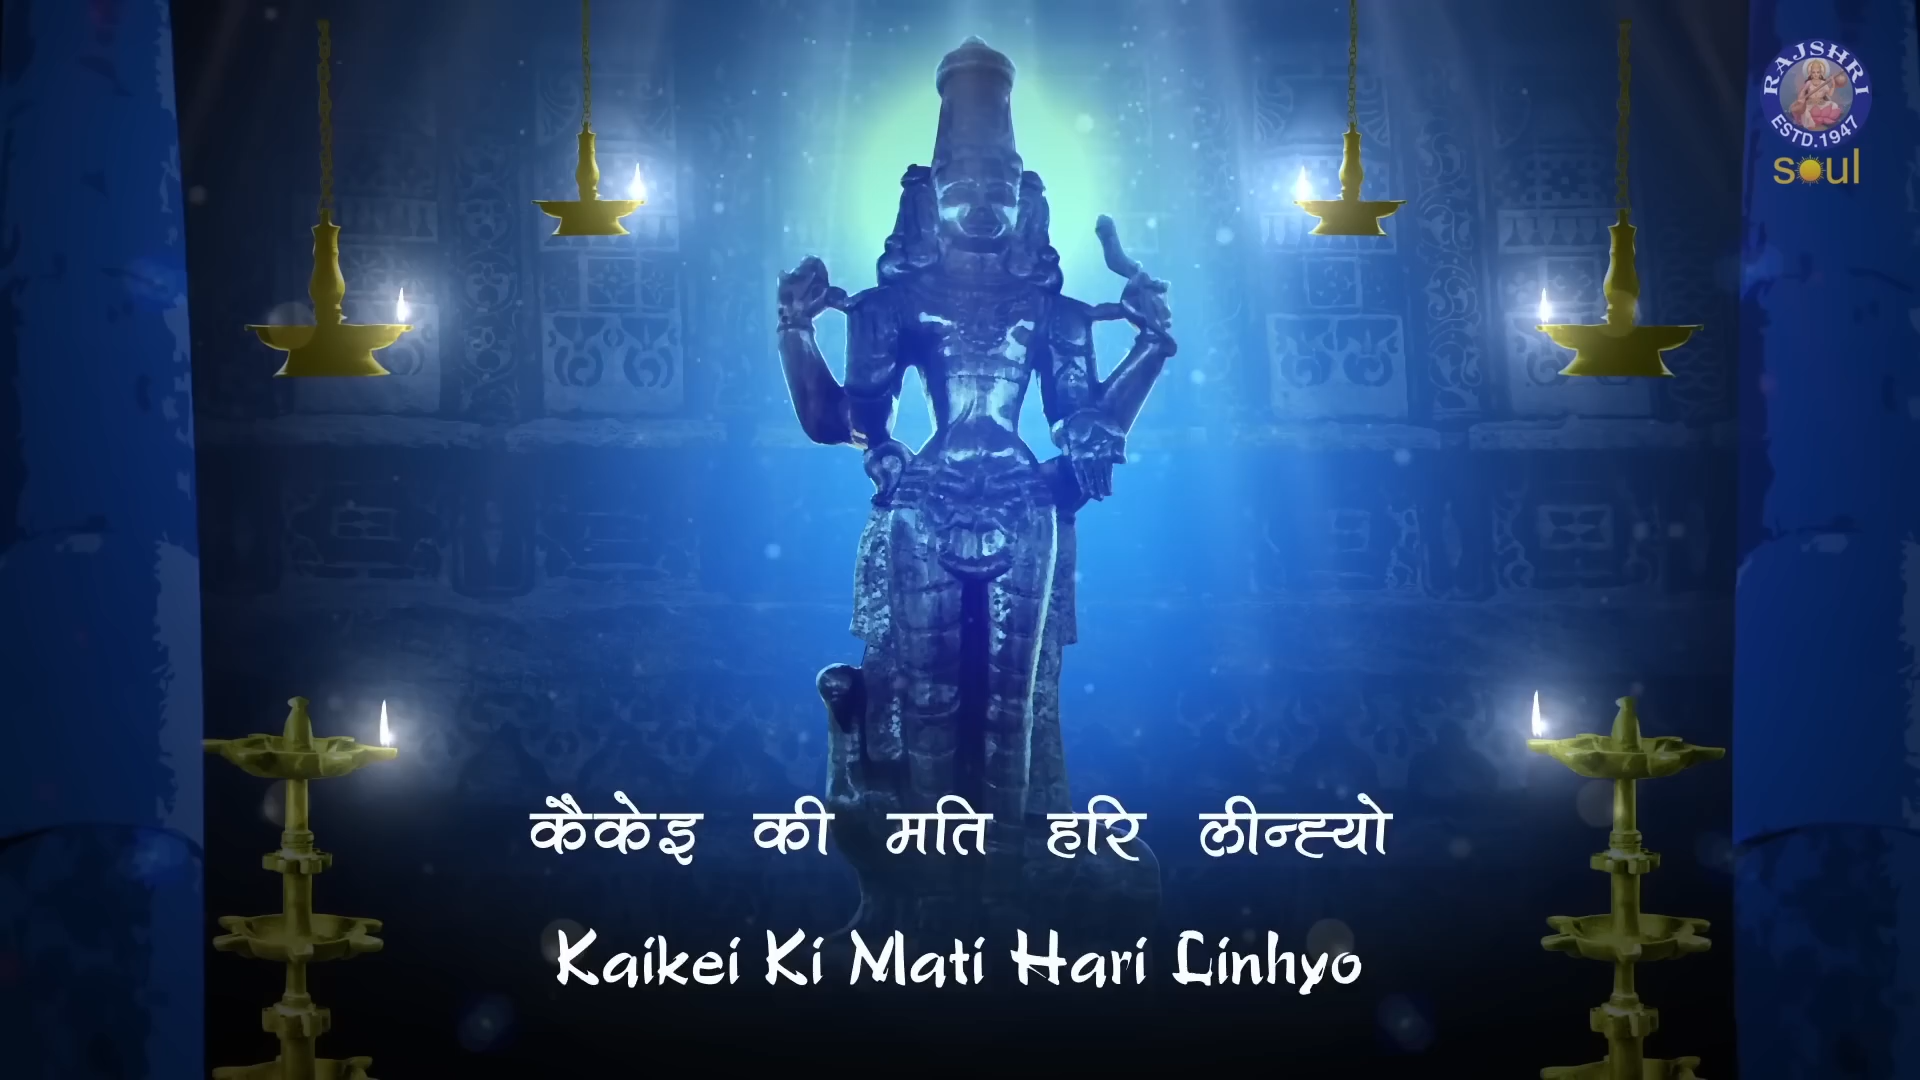 RAJSHRI
ESTD.1947
soul
कैकेइ की मति हरि लीन्ह्यो
Kaikei Ki Mati Hari Linhyo